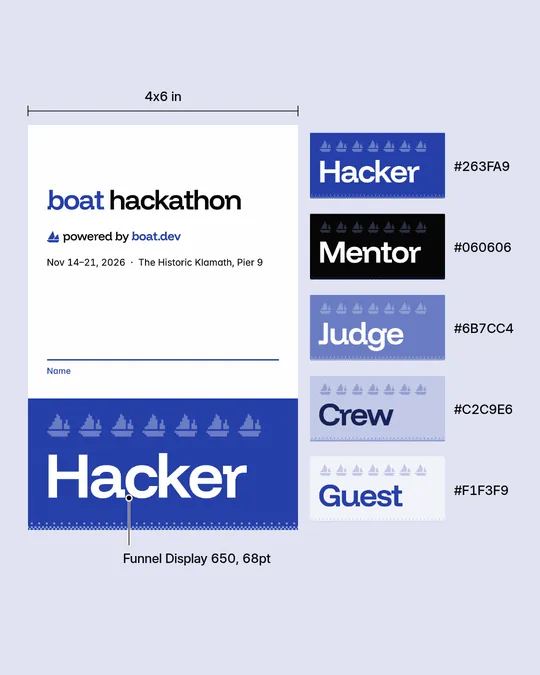 4x6 in
boat hackathon
powered by boat.dev
Nov 14–21, 2026 · The Historic Klamath, Pier 9
Name
Hacker
Funnel Display 650, 68pt
Hacker
#263FA9
Mentor
#060606
Judge
#6B7CC4
Crew
#C2C9E6
Guest
#F1F3F9